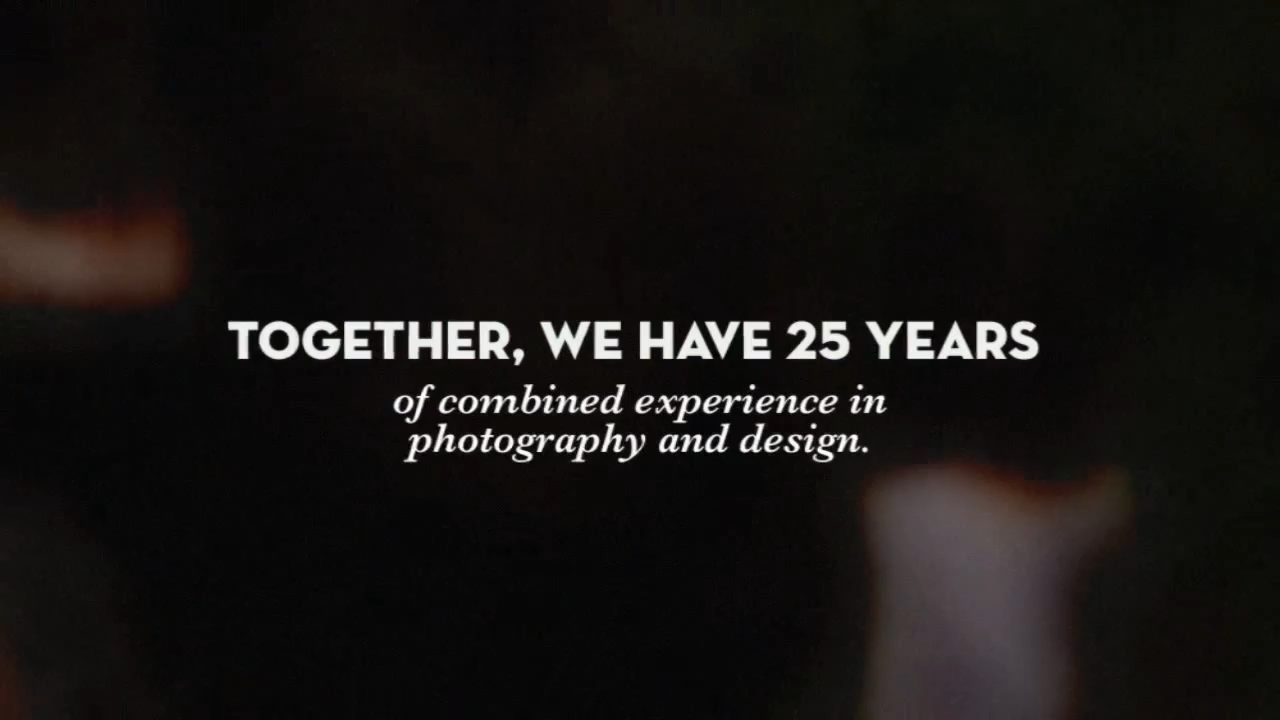 TOGETHER, WE HAVE 25 YEARS
of combined experience in
photography and design.